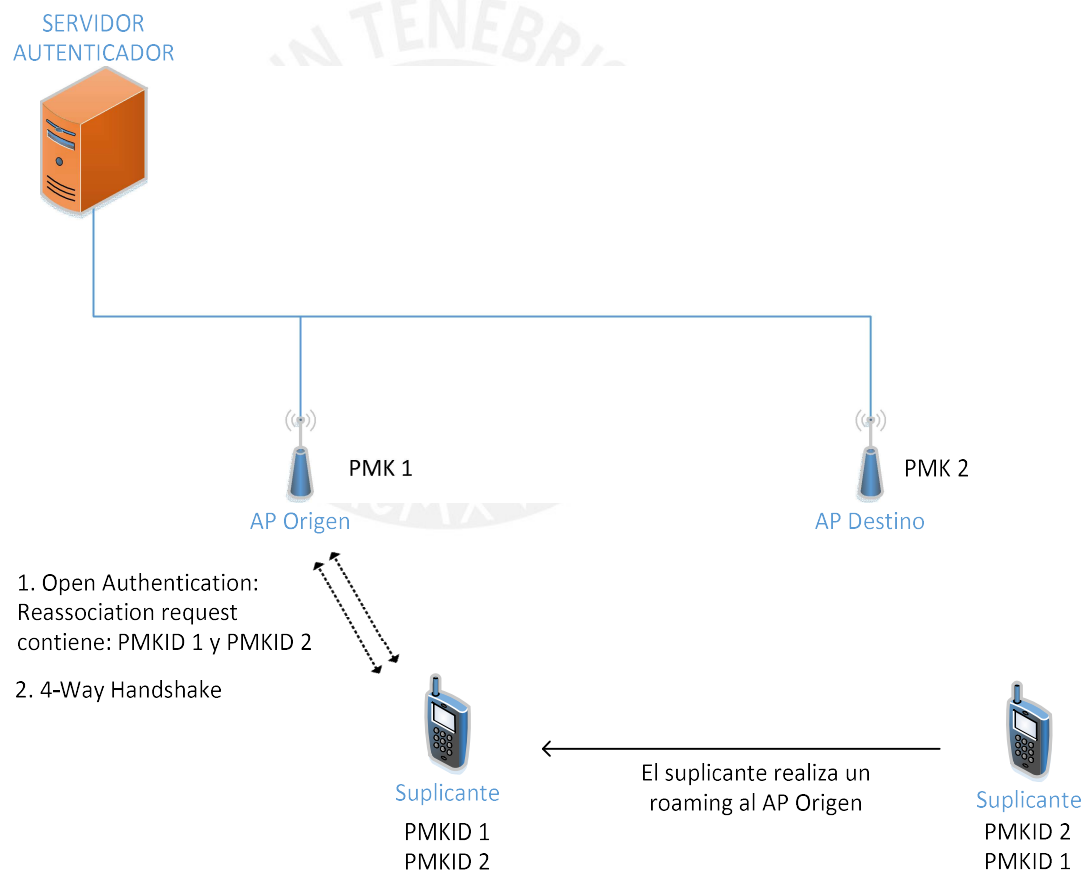 IN TENEBRIS
SERVIDOR
AUTENTICADOR
PMK 1
PMK 2
AP Origen
AP Destino
1. Open Authentication:
Reassociation request
contiene: PMKID 1 y PMKID 2
2. 4-Way Handshake
El suplicante realiza un
roaming al AP Origen
Suplicante
PMKID 1
PMKID 2
Suplicante
PMKID 2
PMKID 1